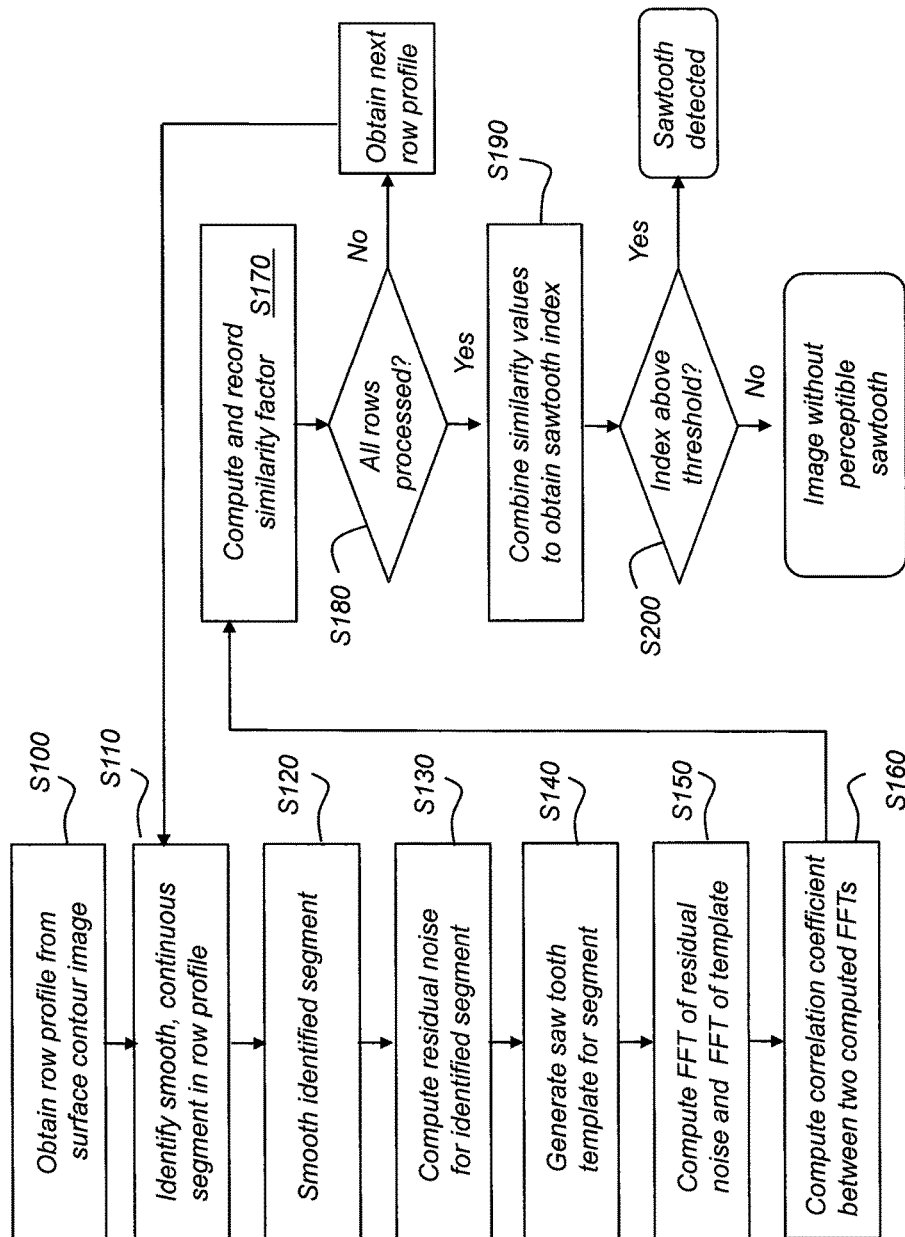 S100
Obtain row profile from
surface contour image
S110
Identify smooth, continuous
segment in row profile
S120
Smooth identified segment
S130
Compute residual noise
for identified segment
S140
Generate saw tooth
template for segment
S150
Compute FFT of residual
noise and FFT of template
S160
Compute correlation coefficient
between two computed FFTs
Compute and record
similarity factor
S170
S180
All rows
processed?
No
Obtain next
row profile
Yes
S190
Combine similarity values
to obtain sawtooth index
S200
Index above
threshold?
Yes
Sawtooth
detected
No
Image without
perceptible
sawtooth